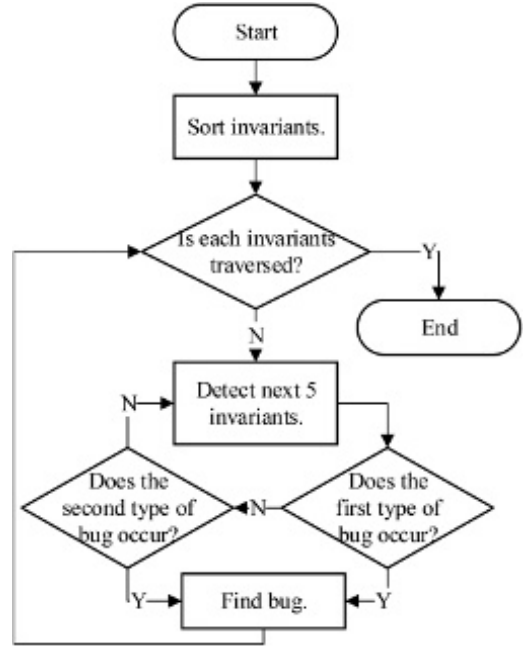 Start
Sort invariants.
Is each invariants
traversed?
Y
End
N
Detect next 5
invariants.
N
Does the
second type of
bug occur?
N
Does the
first type of
bug occur?
Y
Find bug.
Y